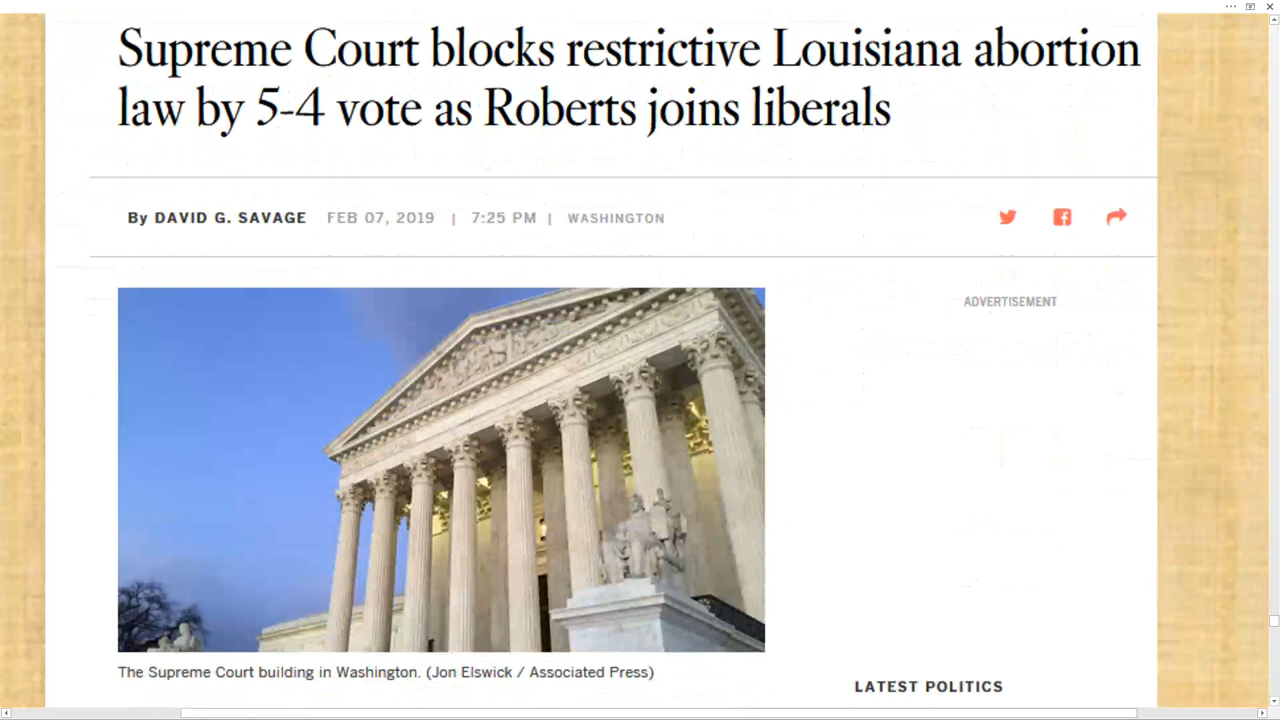 Supreme Court blocks restrictive Louisiana abortion
law by 5-4 vote as Roberts joins liberals
By DAVID G. SAVAGE FEB 07, 2019 | 7:25 PM | WASHINGTON
ADVERTISEMENT
The Supreme Court building in Washington. (Jon Elswick / Associated Press)
LATEST POLITICS